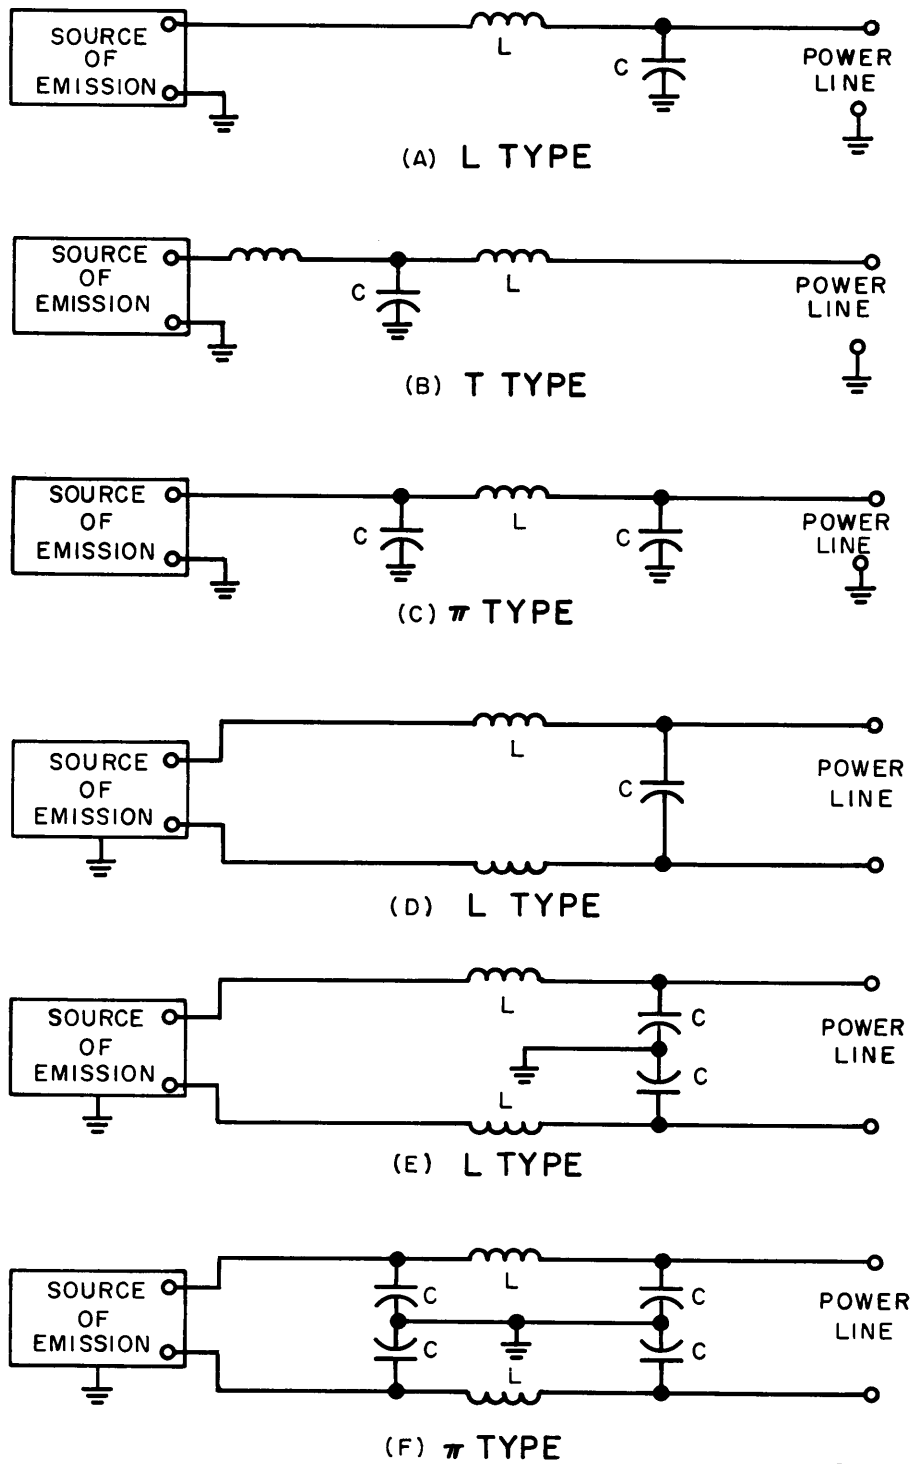 SOURCE
OF
EMISSION
L
C
POWER
LINE
(A) L TYPE
SOURCE
OF
EMISSION
C
L
POWER
LINE
(B) T TYPE
SOURCE
OF
EMISSION
C
L
C
POWER
LINE
(C) π TYPE
SOURCE
OF
EMISSION
L
C
POWER
LINE
(D) L TYPE
SOURCE
OF
EMISSION
L
C
C
L
POWER
LINE
(E) L TYPE
SOURCE
OF
EMISSION
L
C
C
C
C
L
POWER
LINE
(F) π TYPE